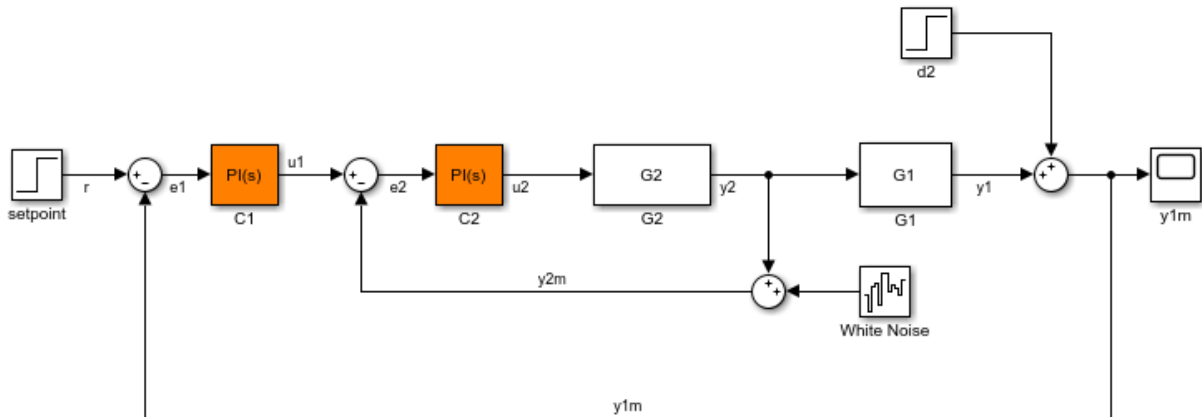 d2
PI(s)
u1
PI(s)
G2
G1
r
e1
e2
u2
y2
y1
setpoint
C1
C2
G2
G1
y1m
y2m
White Noise
y1m